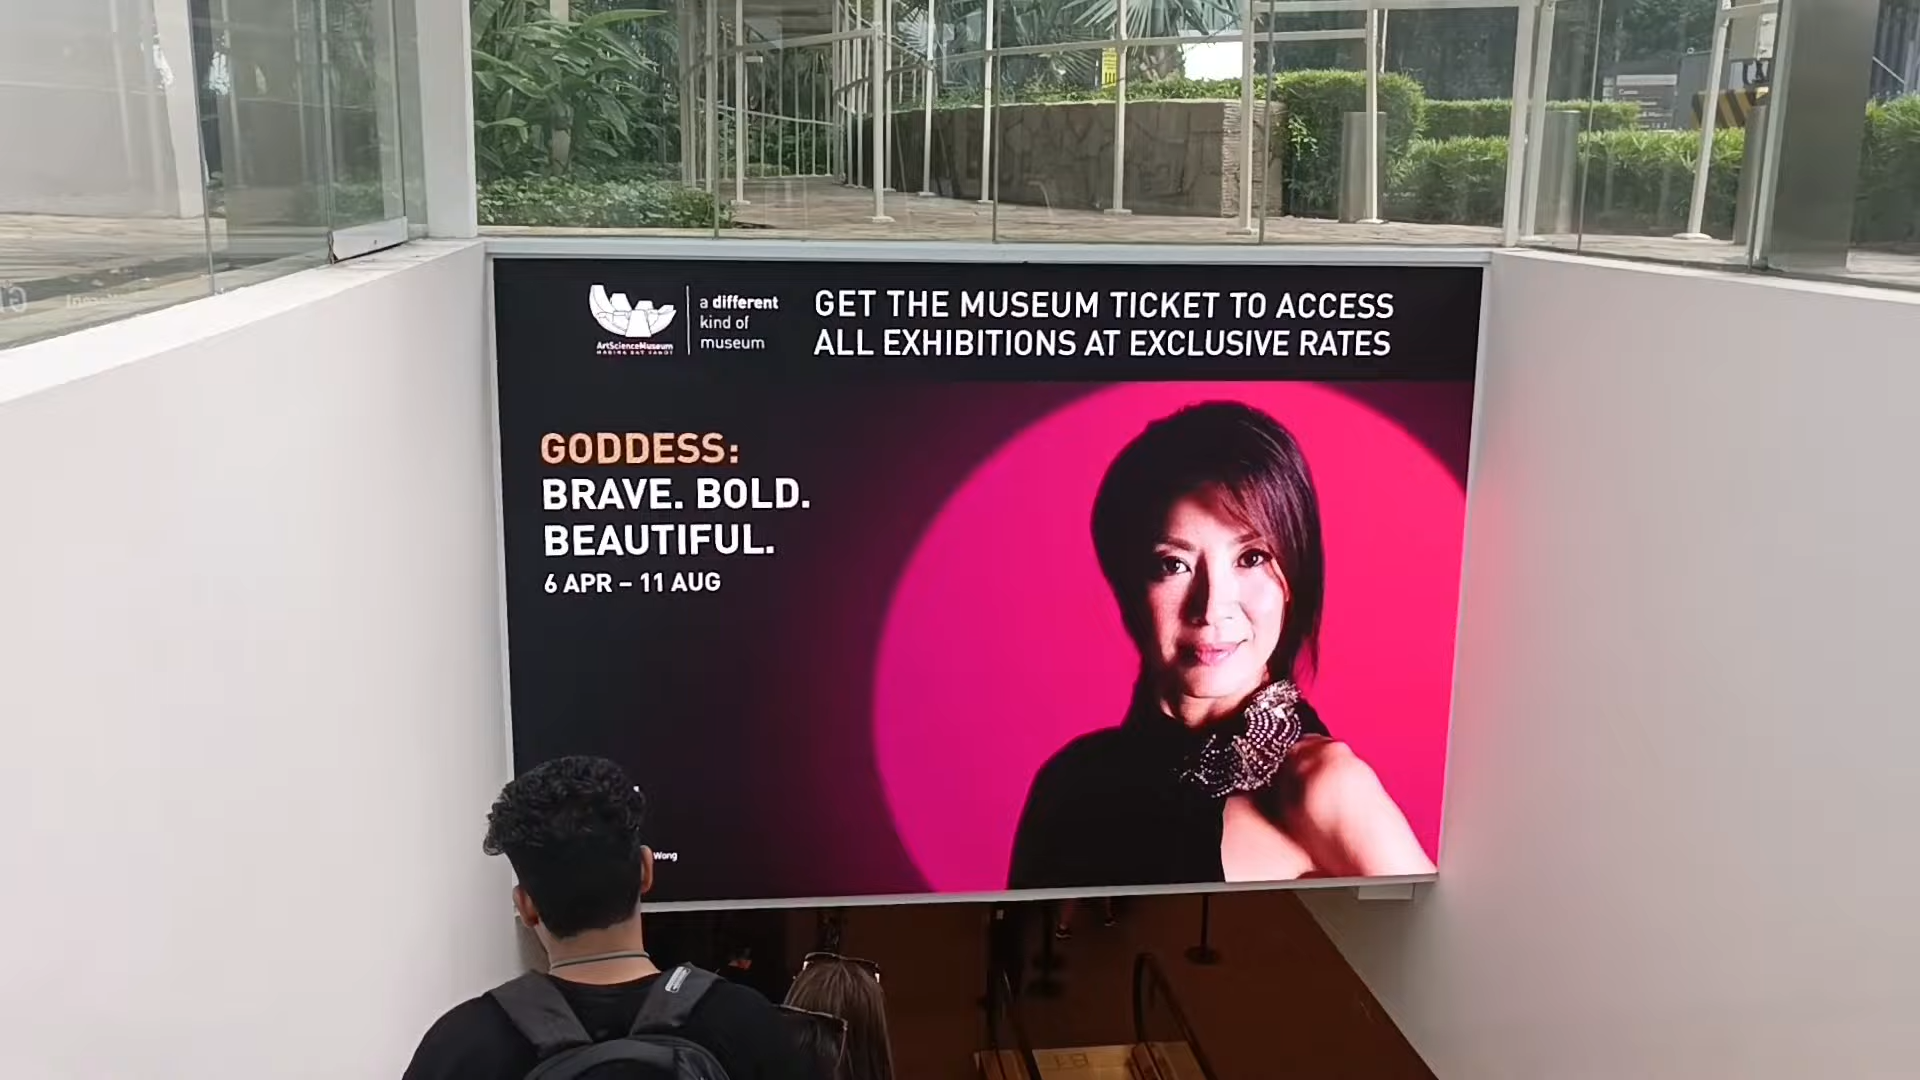 a different
kind of
museum
ArtScienceMuseum
MARINA BAY SANDS
GET THE MUSEUM TICKET TO ACCESS
ALL EXHIBITIONS AT EXCLUSIVE RATES
GODDESS:
BRAVE. BOLD.
BEAUTIFUL.
6 APR – 11 AUG
Wong
B1